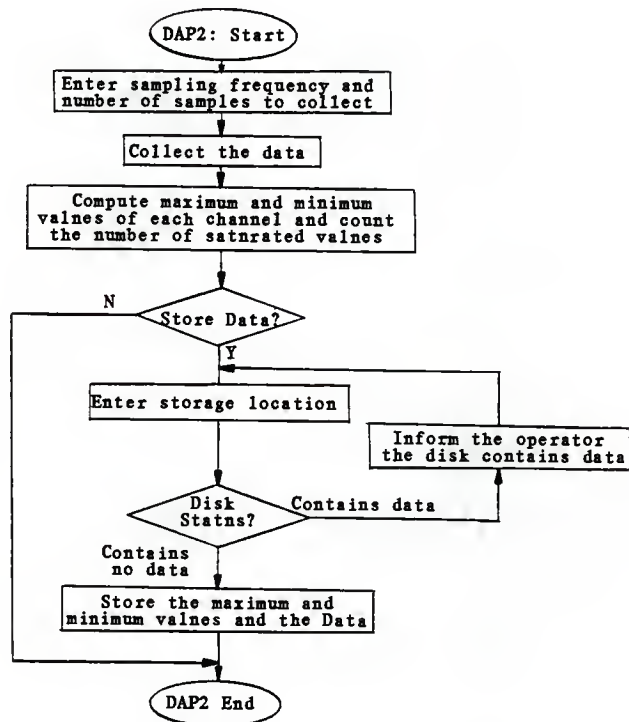 DAP2: Start
Enter sampling frequency and
number of samples to collect
Collect the data
Compute maximum and minimum
valnes of each channel and count
the number of satnrated valnes
N
Store Data?
Y
Enter storage location
Inform the operator
the disk contains data
Disk
Statns?
Contains data
Contains
no data
Store the maximum and
minimum valnes and the Data
DAP2 End